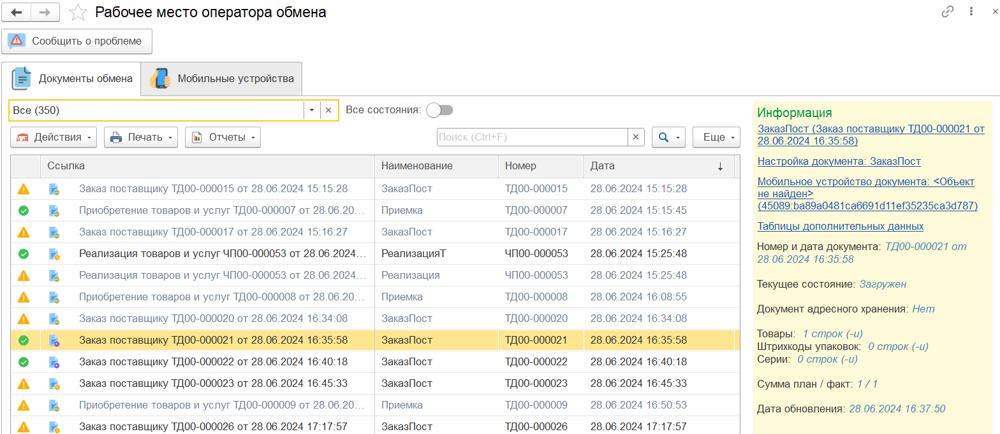 Рабочее место оператора обмена
Сообщить о проблеме
Документы обмена Мобильные устройства
Все (350) Все состояния:
Действия Печать Отчеты Поиск (Ctrl+F) Еще
Ссылка Наименование Номер Дата
Заказ поставщику ТД00-000015 от 28.06.2024 15:15:28 ЗаказПост ТД00-000015 28.06.2024 15:15:28
Приобретение товаров и услуг ТД00-000007 от 28.06.20... Приемка ТД00-000007 28.06.2024 15:15:45
Заказ поставщику ТД00-000017 от 28.06.2024 15:16:27 ЗаказПост ТД00-000017 28.06.2024 15:16:27
Реализация товаров и услуг ЧП00-000053 от 28.06.2024... РеализацияТ ЧП00-000053 28.06.2024 15:25:48
Реализация товаров и услуг ЧП00-000053 от 28.06.2024... Реализация ЧП00-000053 28.06.2024 15:25:48
Приобретение товаров и услуг ТД00-000008 от 28.06.20... Приемка ТД00-000008 28.06.2024 16:08:55
Заказ поставщику ТД00-000020 от 28.06.2024 16:34:08 ЗаказПост ТД00-000020 28.06.2024 16:34:08
Заказ поставщику ТД00-000021 от 28.06.2024 16:35:58 ЗаказПост ТД00-000021 28.06.2024 16:35:58
Заказ поставщику ТД00-000022 от 28.06.2024 16:40:18 ЗаказПост ТД00-000022 28.06.2024 16:40:18
Заказ поставщику ТД00-000023 от 28.06.2024 16:45:33 ЗаказПост ТД00-000023 28.06.2024 16:45:33
Приобретение товаров и услуг ТД00-000009 от 28.06.20... Приемка ТД00-000009 28.06.2024 16:50:53
Заказ поставщику ТД00-000026 от 28.06.2024 17:17:57 ЗаказПост ТД00-000026 28.06.2024 17:17:57
Информация
ЗаказПост (Заказ поставщику ТД00-000021 от
28.06.2024 16:35:58)
Настройка документа: ЗаказПост
Мобильное устройство документа: <Объект
не найден>
(45089:ba89a0481ca6691d11ef35235ca3d787)
Таблицы дополнительных данных
Номер и дата документа: ТД00-000021 от
28.06.2024 16:35:58
Текущее состояние: Загружен
Документ адресного хранения: Нет
Товары: 1 строк (-и)
Штрихкоды упаковок: 0 строк (-и)
Серии: 0 строк (-и)
Сумма план / факт: 1 / 1
Дата обновления: 28.06.2024 16:37:50